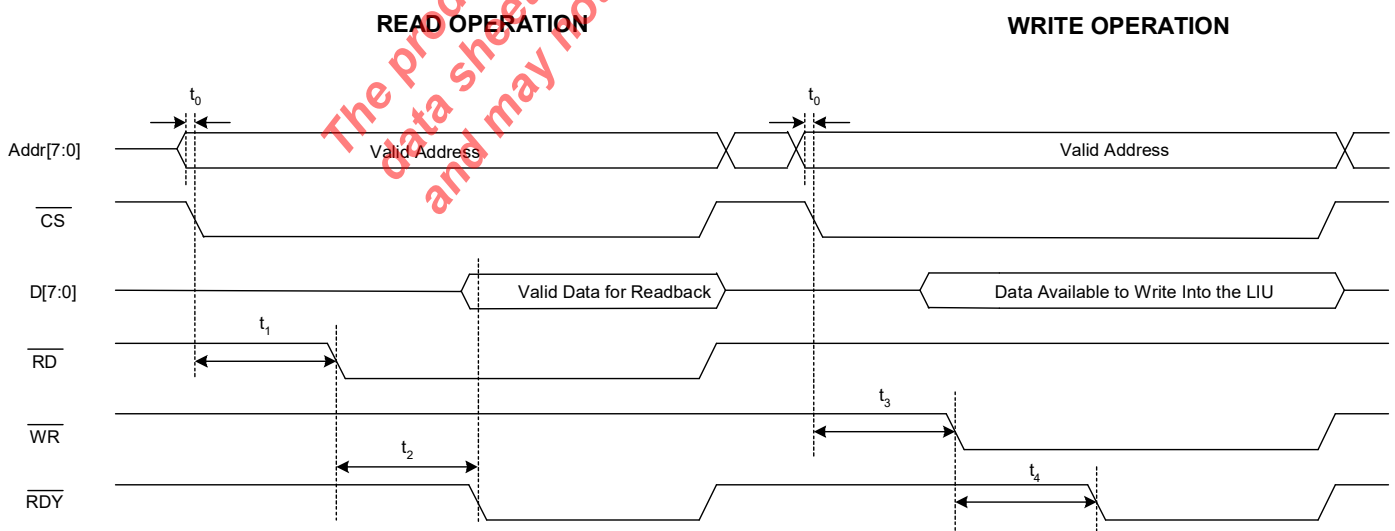 READ OPERATION
WRITE OPERATION
The prod
data sheet
and may no
t0
t0
Addr[7:0]
Valid Address
Valid Address
CS
D[7:0]
Valid Data for Readback
Data Available to Write Into the LIU
t1
RD
t3
WR
t2
t4
RDY